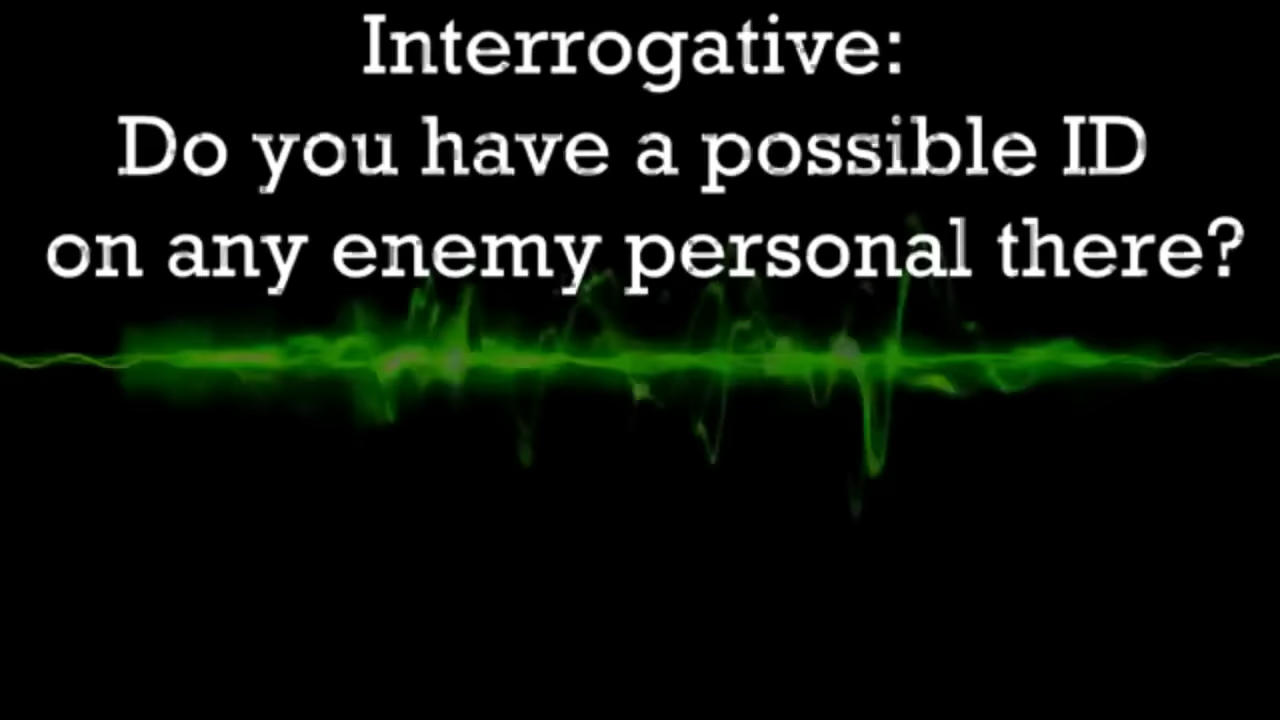 Interrogative:
Do you have a possible ID
on any enemy personal there?